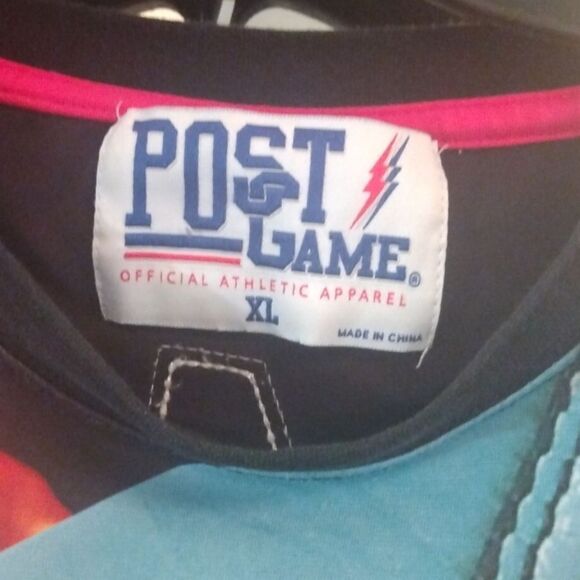 POST
GAME®
OFFICIAL ATHLETIC APPAREL
XL
MADE IN CHINA